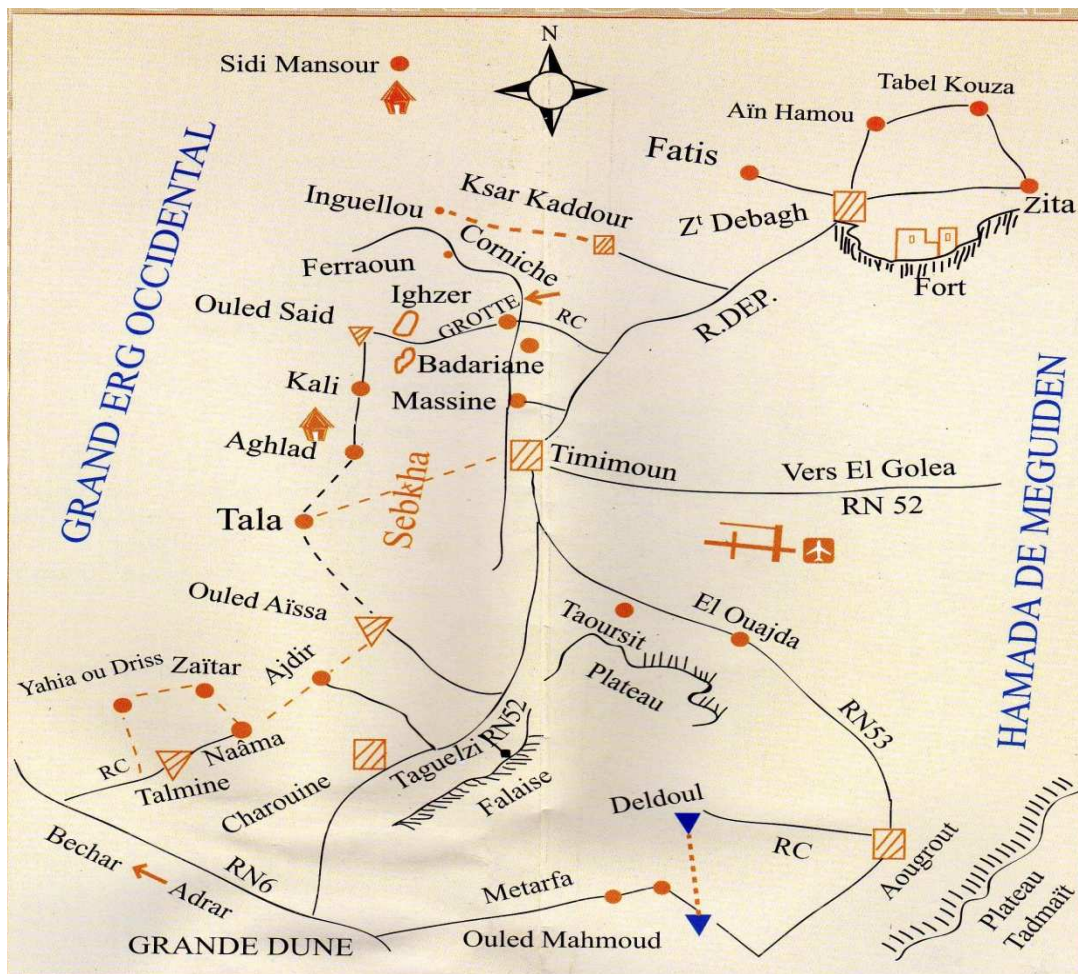 N
Sidi Mansour
Tabel Kouza
Aïn Hamou
Fatis
Ksar Kaddour
Inguellou
Zᵗ Debagh
Zita
Corniche
Ferraoun
Fort
Ighzer
Ouled Said
GROTTE
RC
R.DEP.
GRAND ERG OCCIDENTAL
Badariane
Kali
Massine
Aghlad
Timimoun
Vers El Golea
RN 52
Sebkha
Tala
HAMADA DE MEGUIDEN
Ouled Aïssa
Taoursit
El Ouajda
Ajdir
Plateau
Zaïtar
Yahia ou Driss
RN53
Naâma
RC
Talmine
Taguelzi
RN52
Charouine
Falaise
Deldoul
RC
Aougrout
Bechar
RN6
Adrar
Metarfa
Ouled Mahmoud
GRANDE DUNE
Plateau
Tadmaït